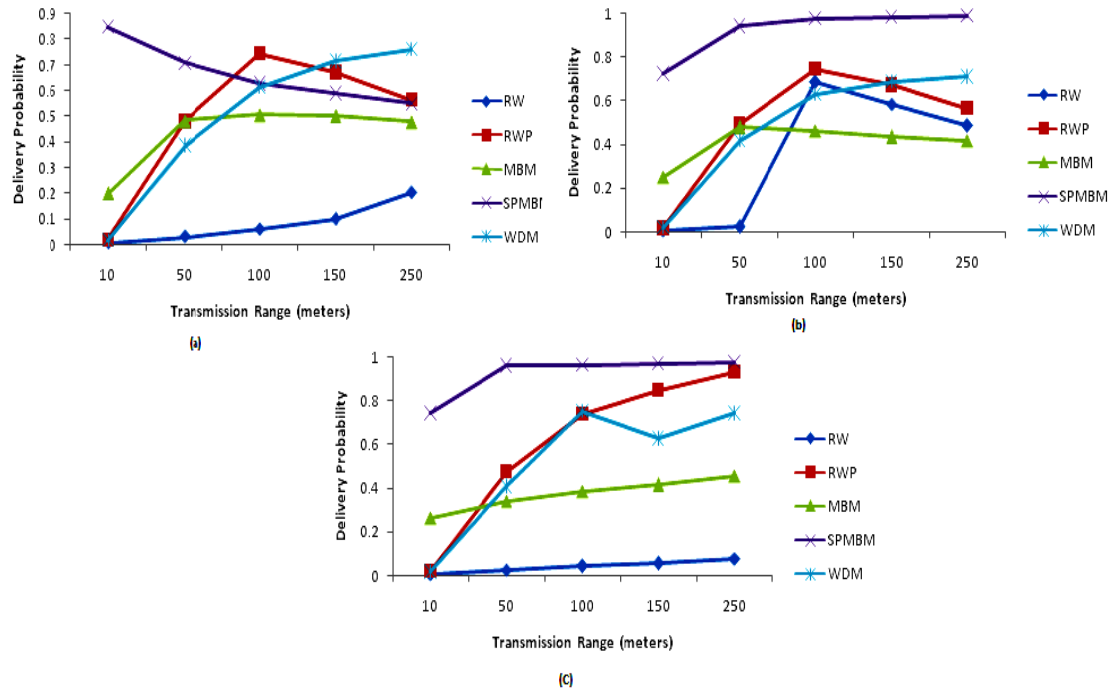 Delivery Probability
0.9
0.8
0.7
0.6
0.5
0.4
0.3
0.2
0.1
0
10 50 100 150 250
Transmission Range (meters)
RW
RWP
MBM
SPMBM
WDM
(a)
Delivery Probability
1
0.8
0.6
0.4
0.2
0
10 50 100 150 250
Transmission Range (meters)
RW
RWP
MBM
SPMBM
WDM
(b)
Delivery Probability
1
0.8
0.6
0.4
0.2
0
10 50 100 150 250
Transmission Range (meters)
RW
RWP
MBM
SPMBM
WDM
(C)